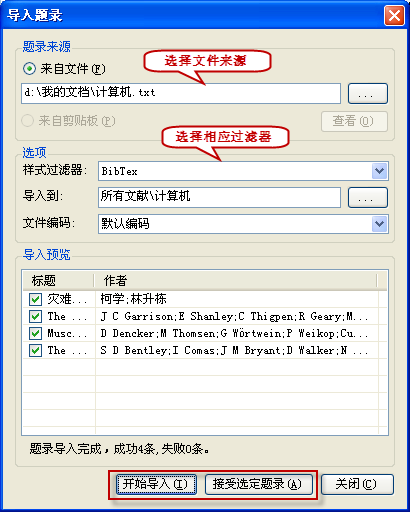 导入题录
题录来源
来自文件(F)
选择文件来源
d:\我的文档\计算机.txt
...
来自剪贴板(P)
查看(O)
选择相应过滤器
选项
样式过滤器:
BibTex
导入到:
所有文献\计算机
...
文件编码:
默认编码
导入预览
标题 作者
灾难... 柯学;林升栋
The ... J C Garrison;E Shanley;C Thigpen;R Geary;M...
Musc... D Dencker;M Thomsen;G Wörtwein;P Weikop;Cu...
The ... S D Bentley;I Comas;J M Bryant;D Walker;N ...
题录导入完成，成功4条,失败0条。
开始导入(I) 接受选定题录(A) 关闭(C)